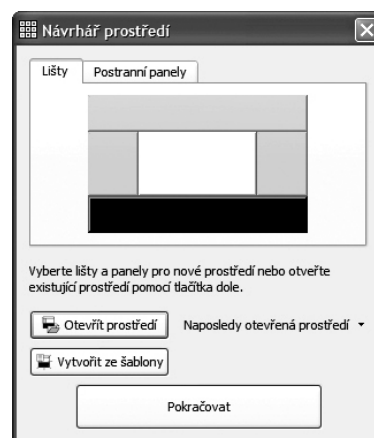 Návrhář prostředí
Lišty Postranní panely
Vyberte lišty a panely pro nové prostředí nebo otevřte
existující prostředí pomocí tlačítka dole.
Otevřít prostředí Naposledy otevřená prostředí
Vytvořit ze šablony
Pokračovat